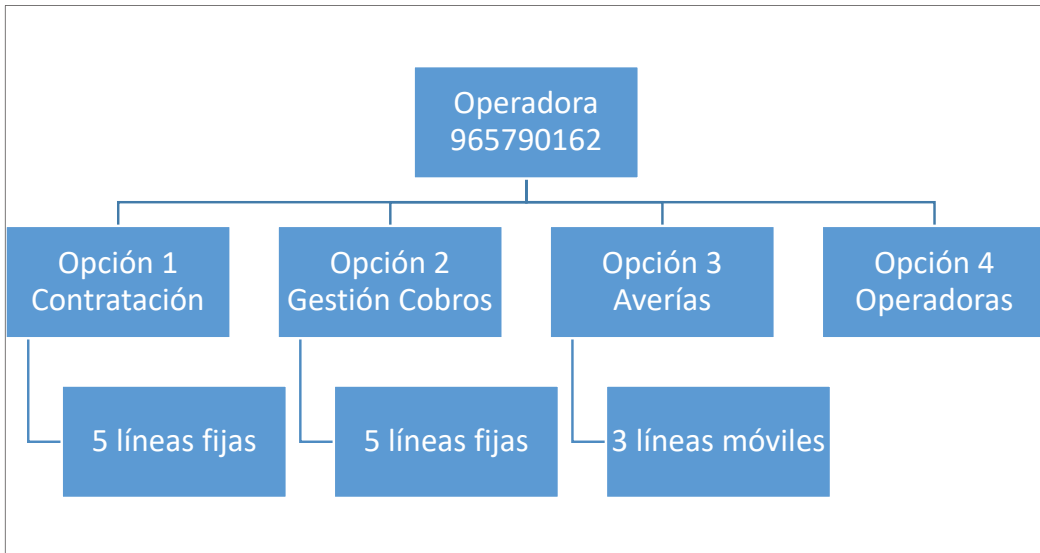 Operadora
965790162
Opción 1
Contratación
Opción 2
Gestión Cobros
Opción 3
Averías
Opción 4
Operadoras
5 líneas fijas
5 líneas fijas
3 líneas móviles